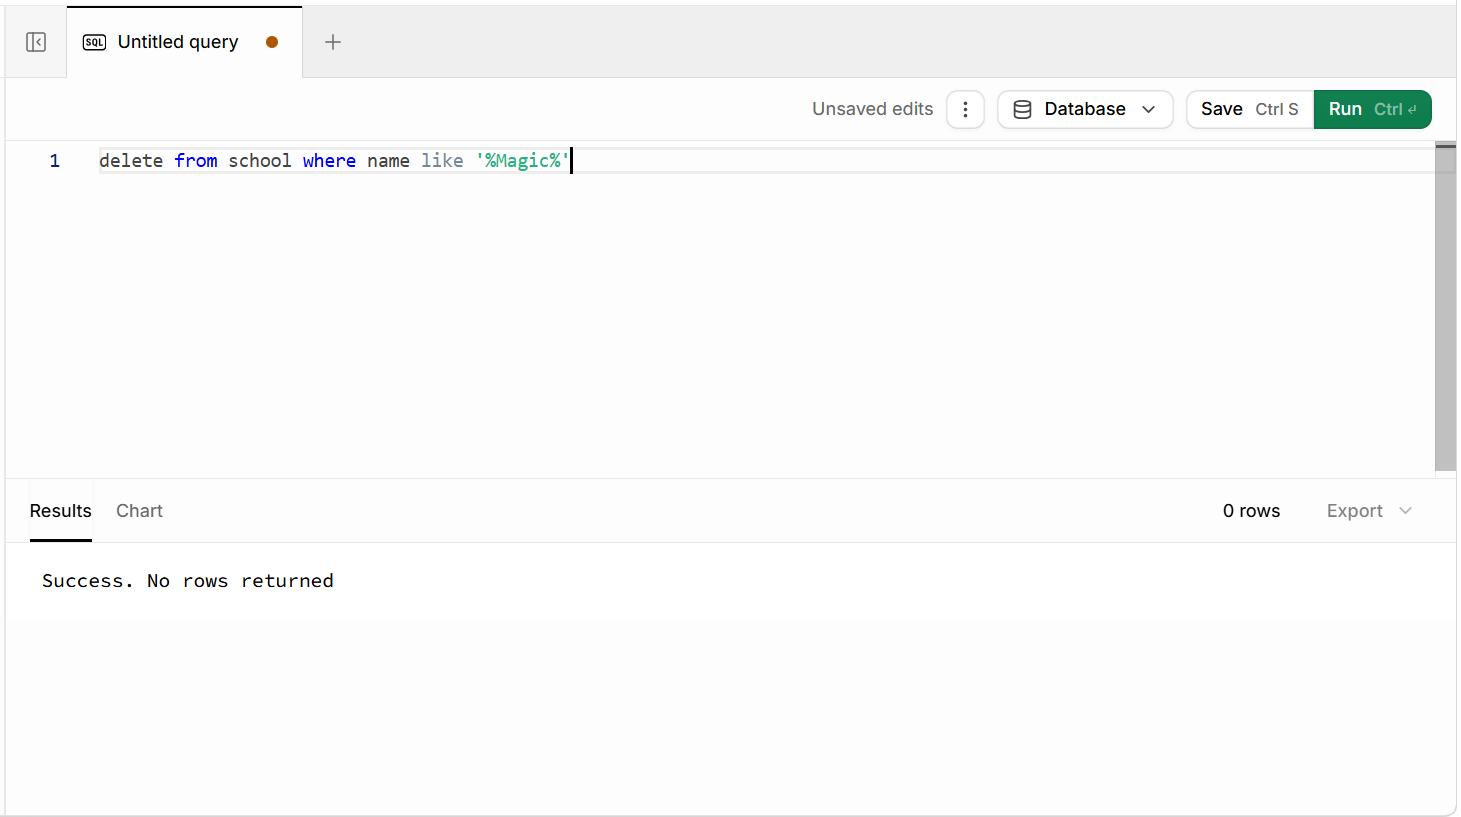 SQL Untitled query
Unsaved edits Database Save Ctrl S Run Ctrl ↵
1 delete from school where name like '%Magic%'
Results Chart 0 rows Export
Success. No rows returned